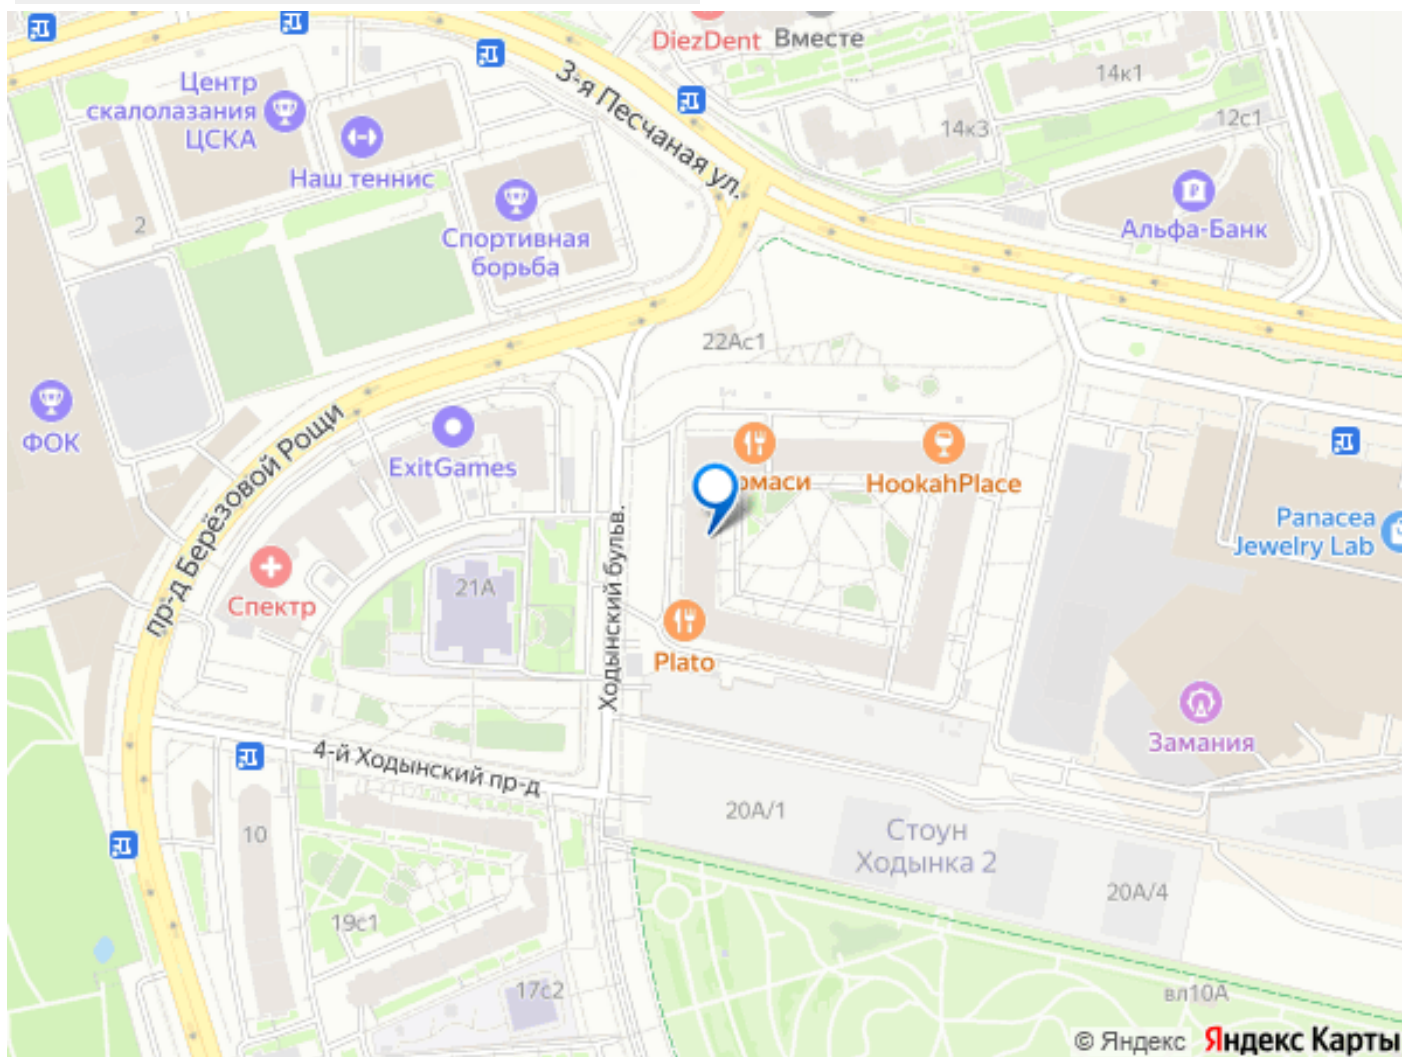 DiezDent
Вместе
14к1
Центр
скалолазания
ЦСКА
3-я Песчаная ул.
12с1
14к3
Наш теннис
2
Спортивная
борьба
Альфа-Банк
22Ас1
ФОК
ExitGames
HookahPlace
пр-д Берёзовой Рощи
Ходынский бульв.
Panacea
Jewelry Lab
21А
Спектр
Plato
Замания
4-й Ходынский пр-д
20А/1
10
Стоун
Ходынка 2
20А/4
19с1
17с2
вл10А
© Яндекс Яндекс Карты